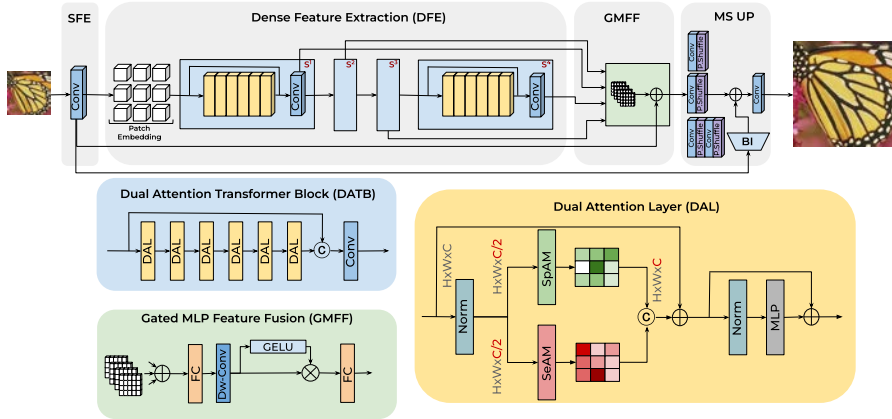 SFE
Dense Feature Extraction (DFE)
GMFF
MS UP
Conv
Patch
Embedding
Conv
S¹
S²
S³
Conv
S⁴
Conv
P.Shuffle
Conv
P.Shuffle
Conv
P.Shuffle
Conv
P.Shuffle
Conv
BI
Dual Attention Transformer Block (DATB)
DAL
DAL
DAL
DAL
DAL
DAL
C
Conv
Gated MLP Feature Fusion (GMFF)
FC
Dw-Conv
GELU
FC
Dual Attention Layer (DAL)
HxWxC
Norm
HxWxC/2
HxWxC/2
SpAM
SeAM
C
HxWxC
Norm
MLP